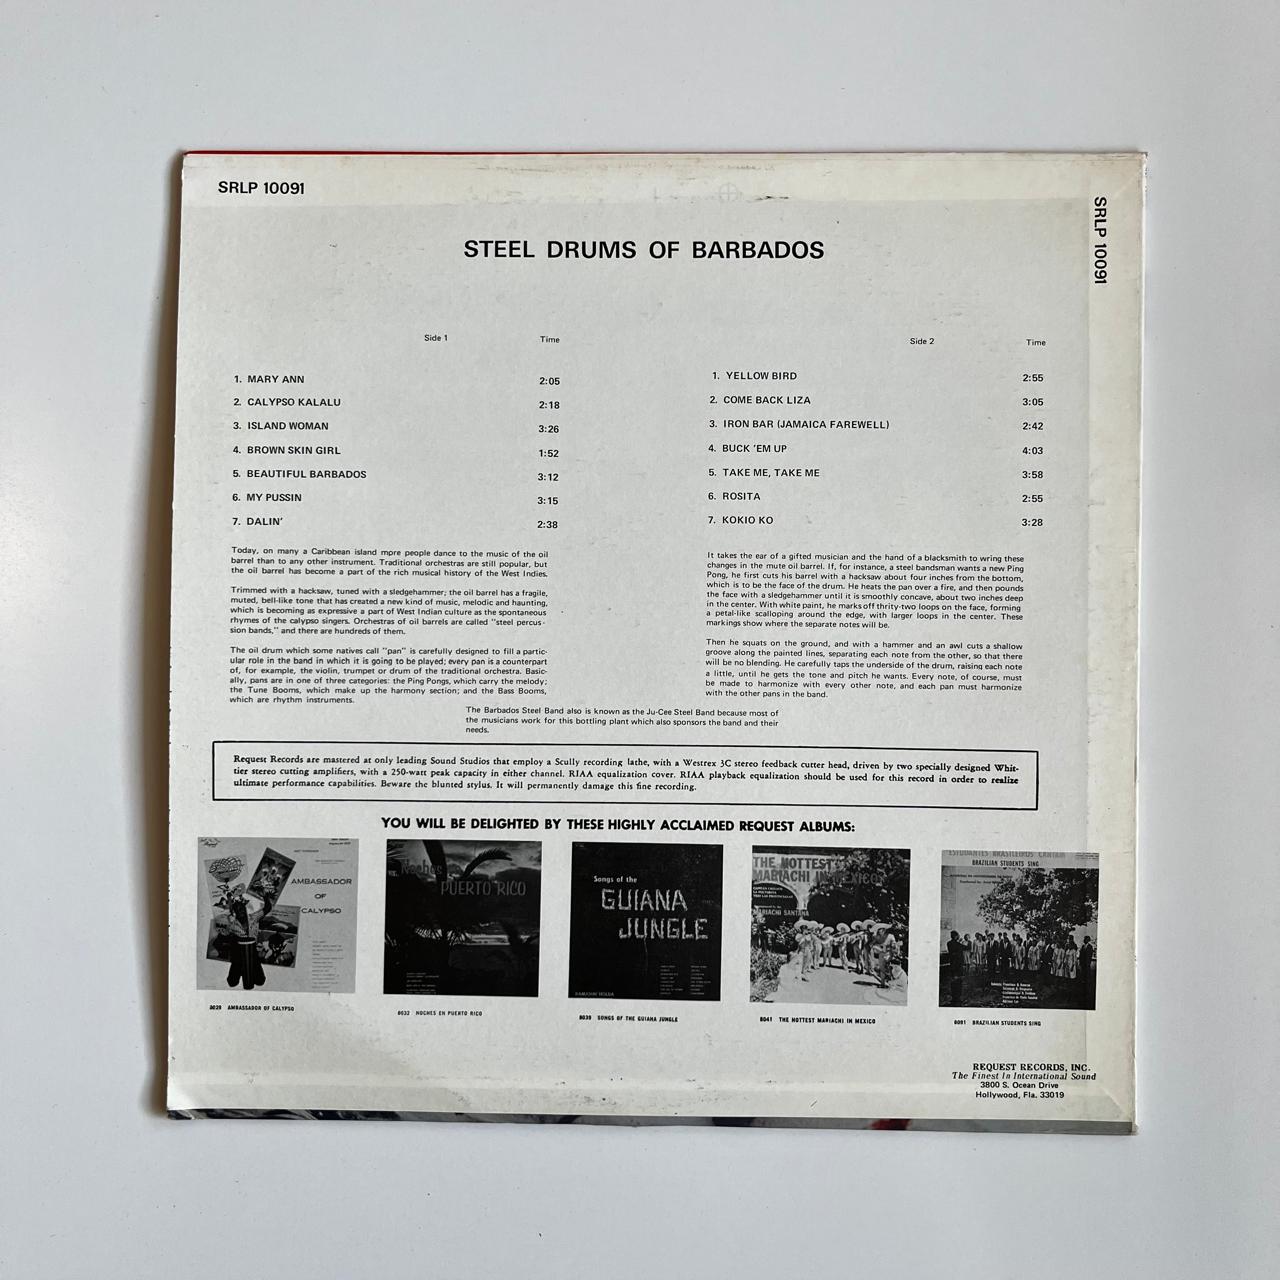 SRLP 10091
SRLP 10091
STEEL DRUMS OF BARBADOS
Side 1 Time
1. MARY ANN 2:05
2. CALYPSO KALALU 2:18
3. ISLAND WOMAN 3:26
4. BROWN SKIN GIRL 1:52
5. BEAUTIFUL BARBADOS 3:12
6. MY PUSSIN 3:15
7. DALIN' 2:38
Side 2 Time
1. YELLOW BIRD 2:55
2. COME BACK LIZA 3:05
3. IRON BAR (JAMAICA FAREWELL) 2:42
4. BUCK 'EM UP 4:03
5. TAKE ME, TAKE ME 3:58
6. ROSITA 2:55
7. KOKIO KO 3:28
Today, on many a Caribbean island more people dance to the music of the oil
barrel than to any other instrument. Traditional orchestras are still popular, but
the oil barrel has become a part of the rich musical history of the West Indies.
Trimmed with a hacksaw, tuned with a sledgehammer; the oil barrel has a fragile,
muted, bell-like tone that has created a new kind of music, melodic and haunting,
which is becoming as expressive a part of West Indian culture as the spontaneous
rhymes of the calypso singers. Orchestras of oil barrels are called "steel percus-
sion bands," and there are hundreds of them.
The oil drum which some natives call "pan" is carefully designed to fill a partic-
ular role in the band in which it is going to be played; every pan is a counterpart
of, for example, the violin, trumpet or drum of the traditional orchestra. Basic-
ally, pans are in one of three categories: the Ping Pongs, which carry the melody;
the Tune Booms, which make up the harmony section; and the Bass Booms,
which are rhythm instruments.
It takes the ear of a gifted musician and the hand of a blacksmith to wring these
changes in the mute oil barrel. If, for instance, a steel bandsman wants a new Ping
Pong, he first cuts his barrel with a hacksaw about four inches from the bottom,
which is to be the face of the drum. He heats the pan over a fire, and then pounds
the face with a sledgehammer until it is smoothly concave, about two inches deep
in the center. With white paint, he marks off thrity-two loops on the face, forming
a petal-like scalloping around the edge, with larger loops in the center. These
markings show where the separate notes will be.
Then he squats on the ground, and with a hammer and an awl cuts a shallow
groove along the painted lines, separating each note from the other, so that there
will be no blending. He carefully taps the underside of the drum, raising each note
a little, until he gets the tone and pitch he wants. Every note, of course, must
be made to harmonize with every other note, and each pan must harmonize
with the other pans in the band.
The Barbados Steel Band also is known as the Ju-Cee Steel Band because most of
the musicians work for this bottling plant which also sponsors the band and their
needs.
Request Records are mastered at only leading Sound Studios that employ a Scully recording lathe, with a Westrex 3C stereo feedback cutter head, driven by two specially designed Whit-
tier stereo cutting amplifiers, with a 250-watt peak capacity in either channel. RIAA equalization cover. RIAA playback equalization should be used for this record in order to realize
ultimate performance capabilities. Beware the blunted stylus. It will permanently damage this fine recording.
YOU WILL BE DELIGHTED BY THESE HIGHLY ACCLAIMED REQUEST ALBUMS:
AMBASSADOR
OF
CALYPSO
Noches
PUERTO RICO
Songs of the
GUIANA
JUNGLE
THE HOTTEST
MARIACHI IN MEXICO
MARIACHI SANTANA
ESTUDANTES BRASILEIROS CANTAM
BRAZILIAN STUDENTS SING
8029 AMBASSADOR OF CALYPSO
8032 NOCHES EN PUERTO RICO
8039 SONGS OF THE GUIANA JUNGLE
8041 THE HOTTEST MARIACHI IN MEXICO
8091 BRAZILIAN STUDENTS SING
REQUEST RECORDS, INC.
The Finest In International Sound
3800 S. Ocean Drive
Hollywood, Fla. 33019